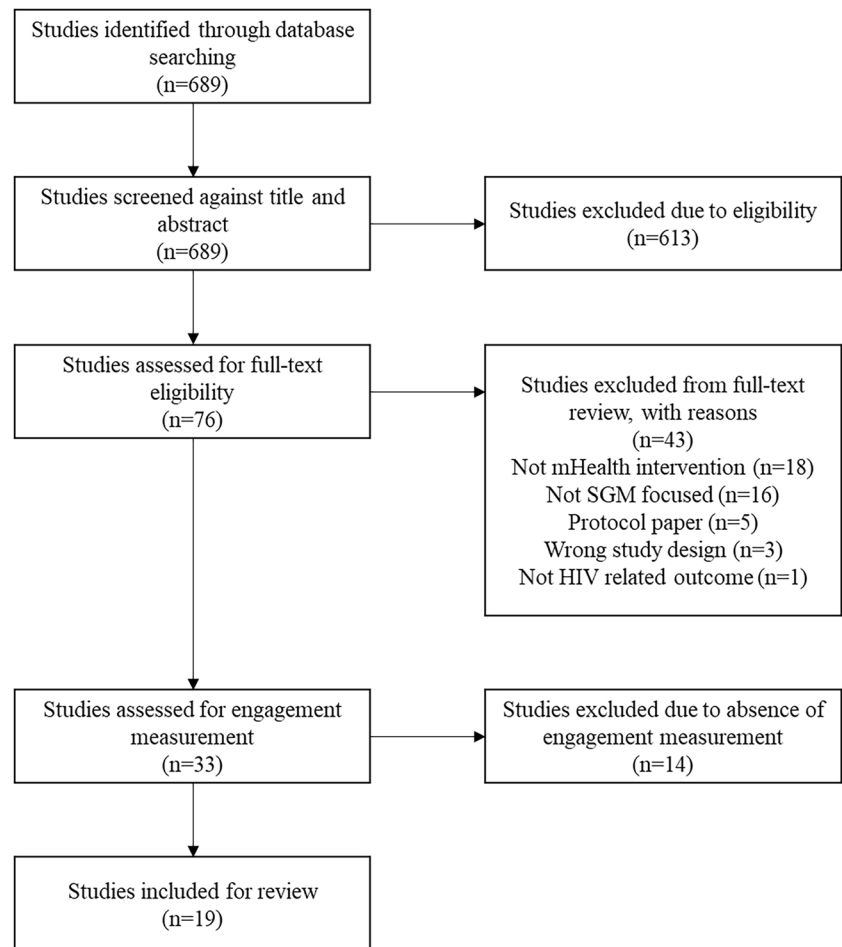 Studies identified through database
searching
(n=689)
Studies screened against title and
abstract
(n=689)
Studies excluded due to eligibility
(n=613)
Studies assessed for full-text
eligibility
(n=76)
Studies excluded from full-text
review, with reasons
(n=43)
Not mHealth intervention (n=18)
Not SGM focused (n=16)
Protocol paper (n=5)
Wrong study design (n=3)
Not HIV related outcome (n=1)
Studies assessed for engagement
measurement
(n=33)
Studies excluded due to absence of
engagement measurement
(n=14)
Studies included for review
(n=19)